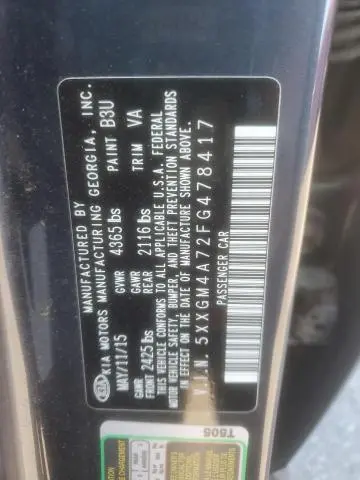 MANUFACTURED BY
KIA MOTORS MANUFACTURING GEORGIA, INC.
MAY/11/15 GVWR 4365 lbs PAINT B3U
GAWR FRONT 2425 lbs GAWR REAR 2116 lbs TRIM VA
THIS VEHICLE CONFORMS TO ALL APPLICABLE U.S.A. FEDERAL
MOTOR VEHICLE SAFETY, BUMPER, AND THEFT PREVENTION STANDARDS
IN EFFECT ON THE DATE OF MANUFACTURE SHOWN ABOVE.
V.I.N. 5XXGM4A72FG478417
PASSENGER CAR
T605